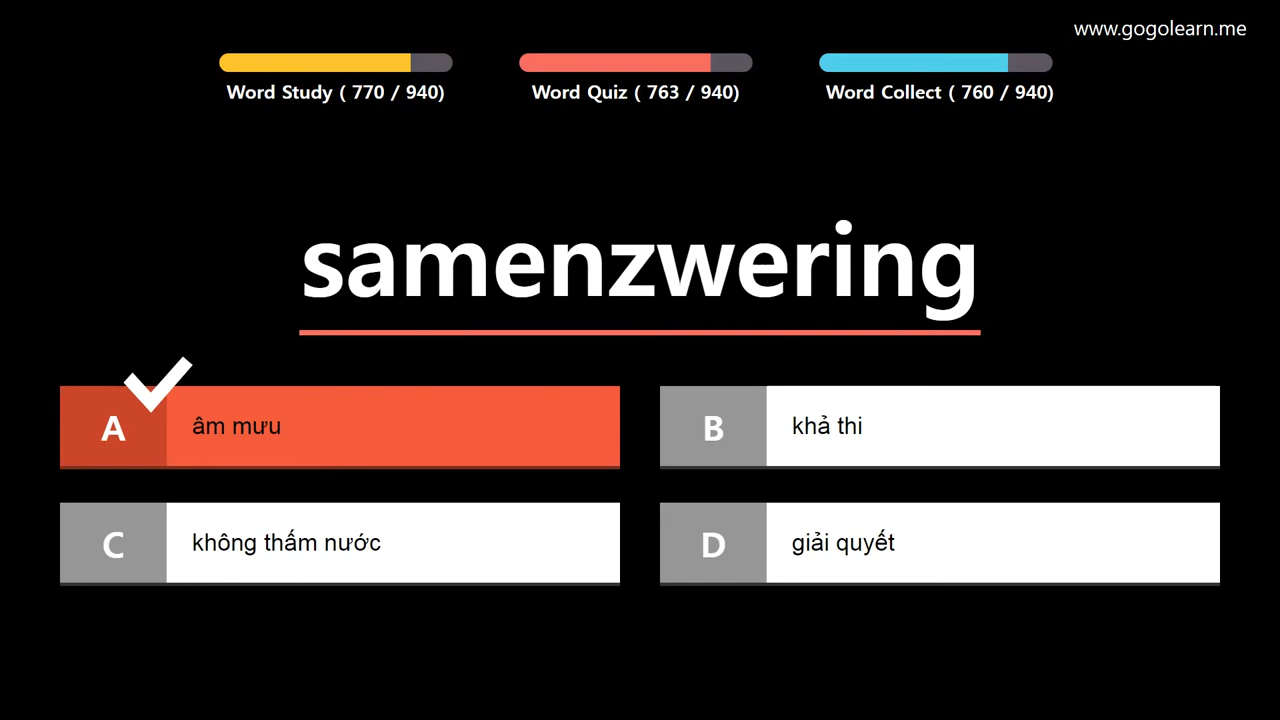 www.gogolearn.me
Word Study ( 770 / 940)
Word Quiz ( 763 / 940)
Word Collect ( 760 / 940)
samenzwering
A
âm mưu
B
khả thi
C
không thấm nước
D
giải quyết